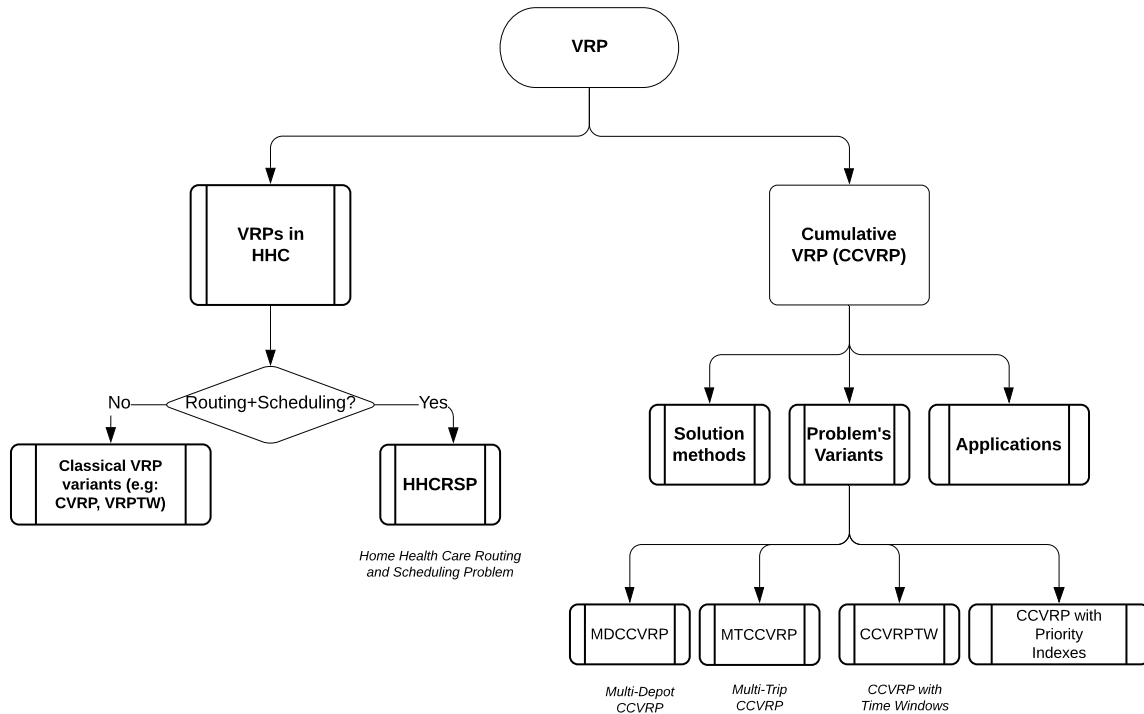 VRP
VRPs in
HHC
Cumulative
VRP (CCVRP)
Routing+Scheduling?
No
Yes
Classical VRP
variants (e.g:
CVRP, VRPTW)
HHCRSP
Home Health Care Routing
and Scheduling Problem
Solution
methods
Problem's
Variants
Applications
MDCCVRP
MTCCVRP
CCVRPTW
CCVRP with
Priority
Indexes
Multi-Depot
CCVRP
Multi-Trip
CCVRP
CCVRP with
Time Windows